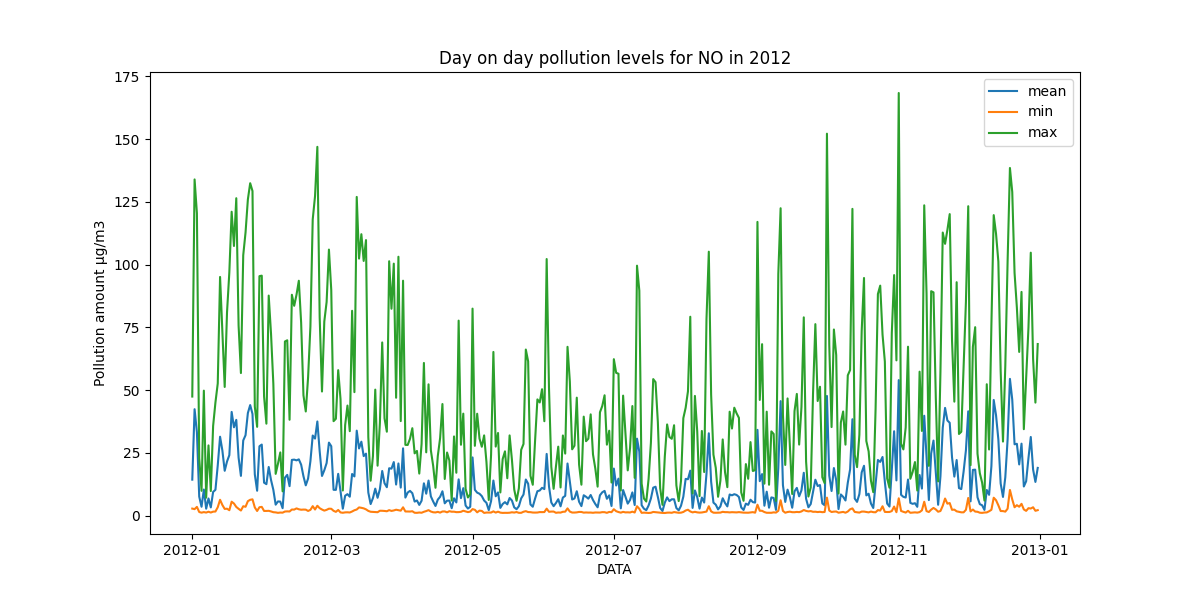 Day on day pollution levels for NO in 2012
175
150
125
100
75
50
25
0
Pollution amount µg/m3
mean
min
max
2012-01
2012-03
2012-05
2012-07
2012-09
2012-11
2013-01
DATA